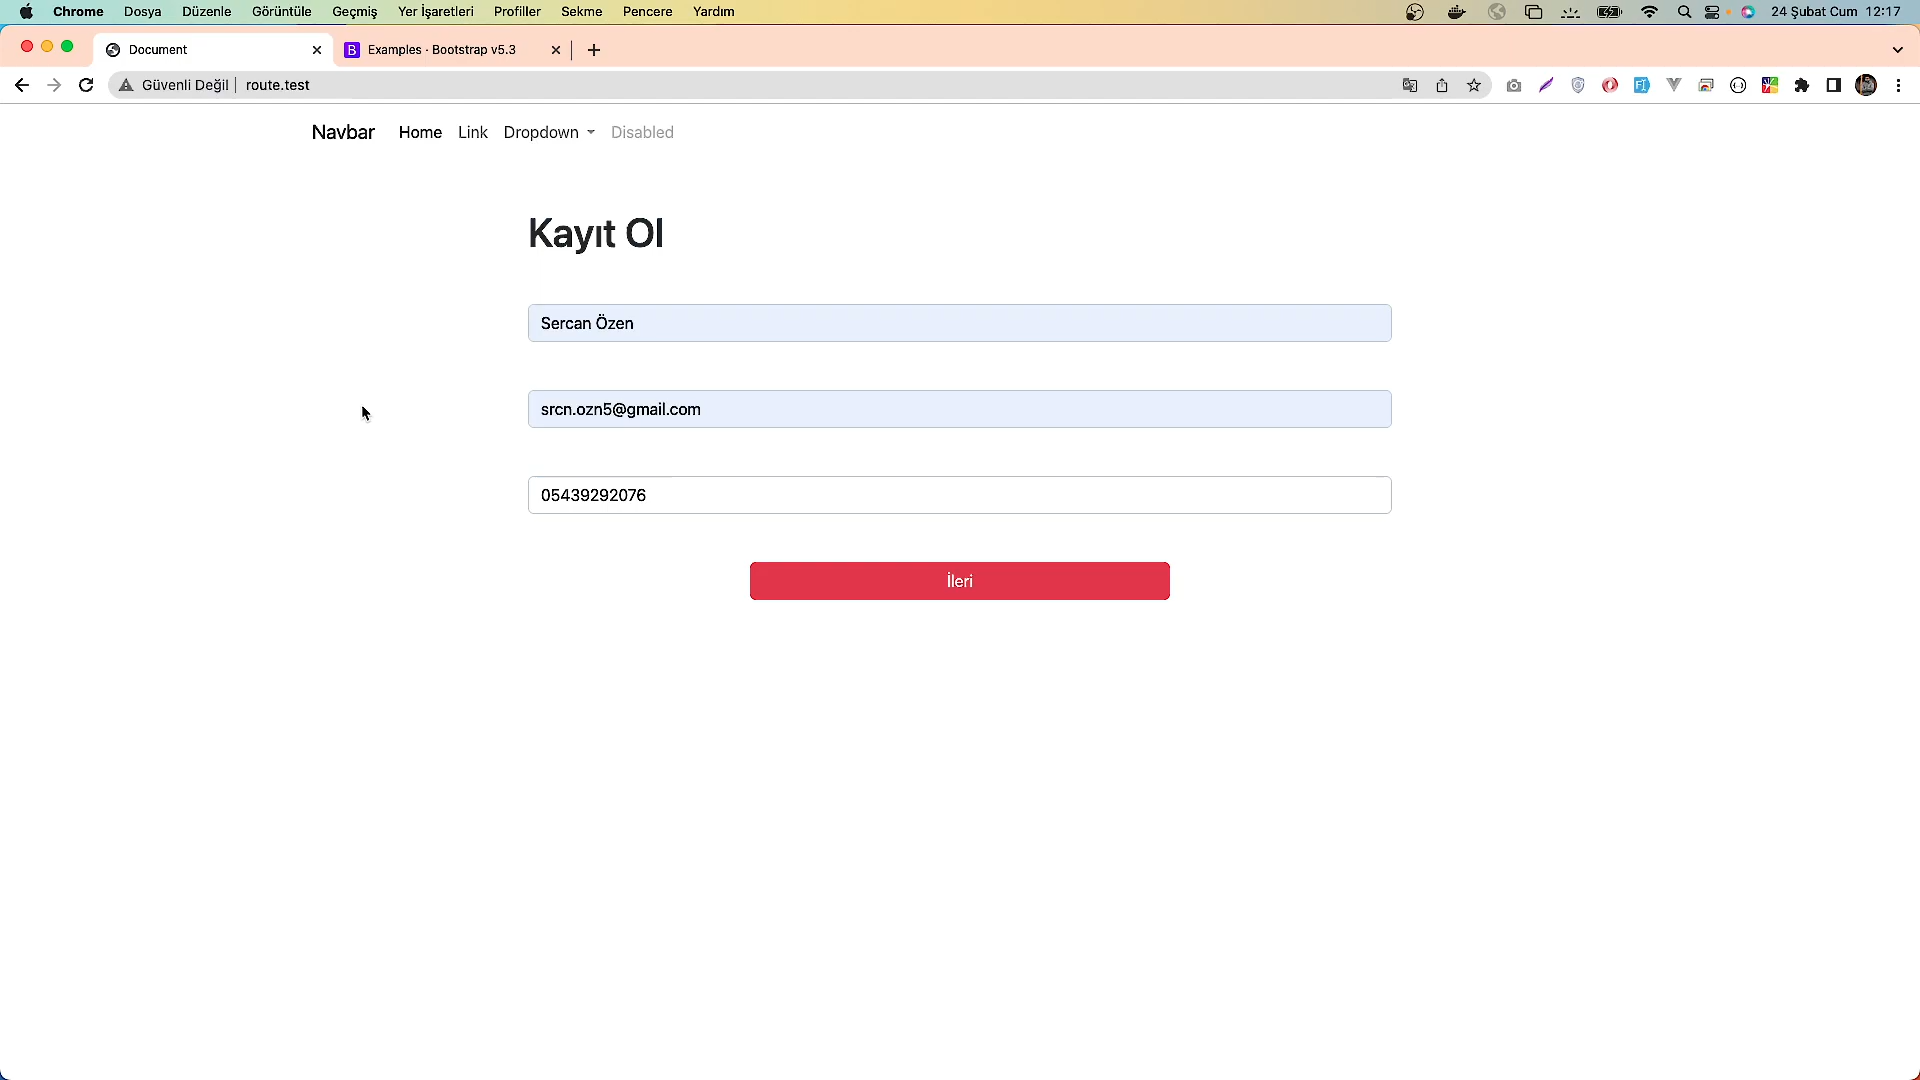 Chrome Dosya Düzenle Görüntüle Geçmiş Yer İşaretleri Profiller Sekme Pencere Yardım 24 Şubat Cum 12:17
Document Examples · Bootstrap v5.3
Güvenli Değil route.test
Navbar Home Link Dropdown Disabled
Kayıt Ol
Sercan Özen
srcn.ozn5@gmail.com
05439292076
İleri